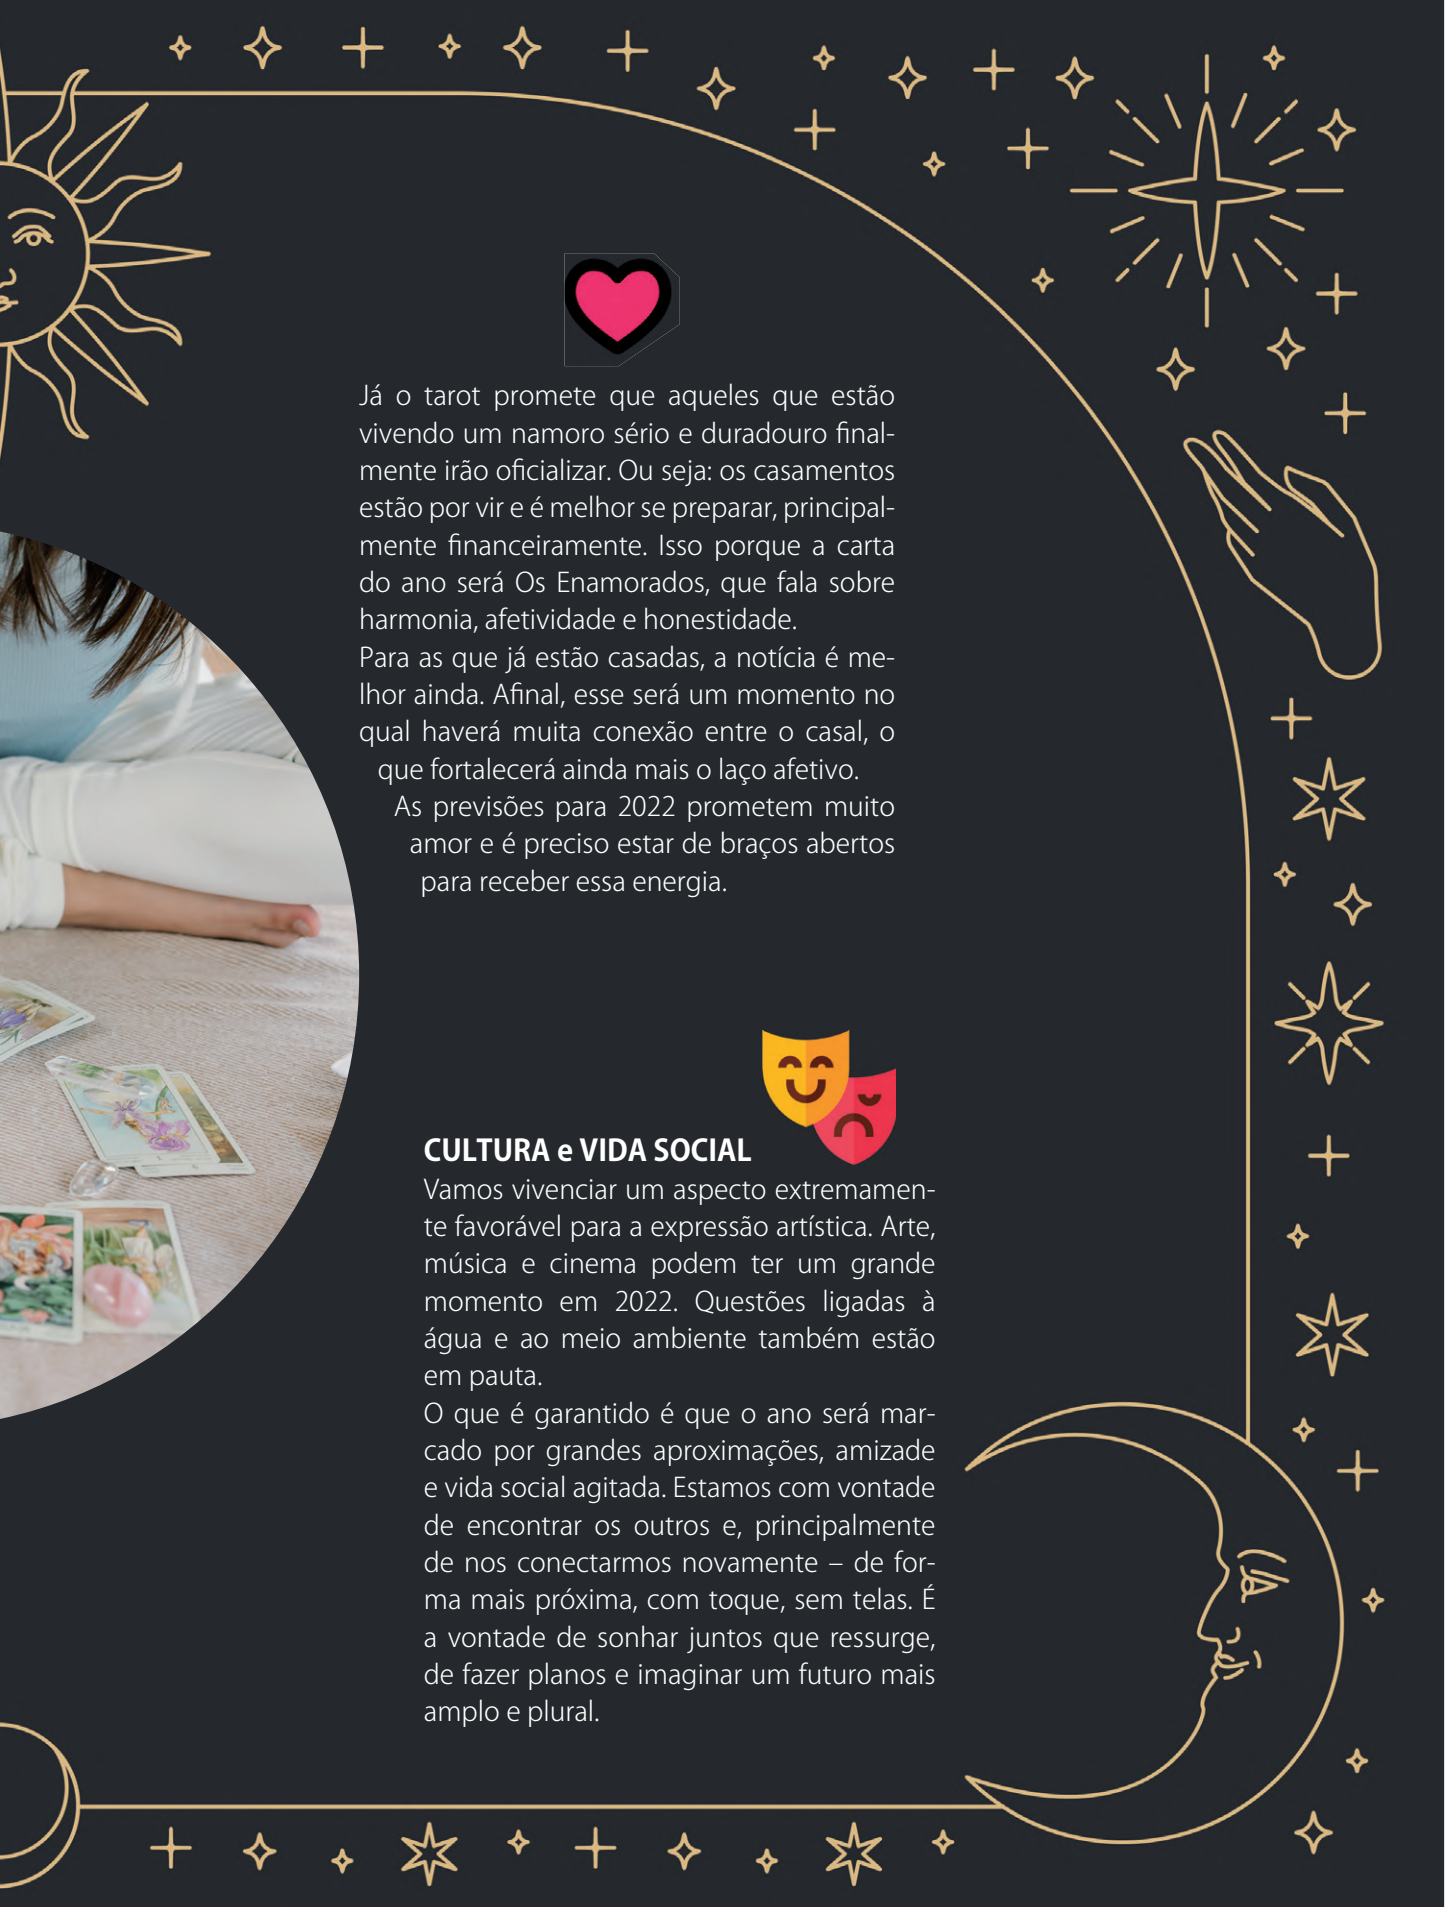 Já o tarot promete que aqueles que estão
vivendo um namoro sério e duradouro final-
mente irão oficializar. Ou seja: os casamentos
estão por vir e é melhor se preparar, principal-
mente financeiramente. Isso porque a carta
do ano será Os Enamorados, que fala sobre
harmonia, afetividade e honestidade.
Para as que já estão casadas, a notícia é me-
lhor ainda. Afinal, esse será um momento no
qual haverá muita conexão entre o casal, o
que fortalecerá ainda mais o laço afetivo.
As previsões para 2022 prometem muito
amor e é preciso estar de braços abertos
para receber essa energia.
CULTURA e VIDA SOCIAL
Vamos vivenciar um aspecto extremamen-
te favorável para a expressão artística. Arte,
música e cinema podem ter um grande
momento em 2022. Questões ligadas à
água e ao meio ambiente também estão
em pauta.
O que é garantido é que o ano será mar-
cado por grandes aproximações, amizade
e vida social agitada. Estamos com vontade
de encontrar os outros e, principalmente
de nos conectarmos novamente – de for-
ma mais próxima, com toque, sem telas. É
a vontade de sonhar juntos que ressurge,
de fazer planos e imaginar um futuro mais
amplo e plural.